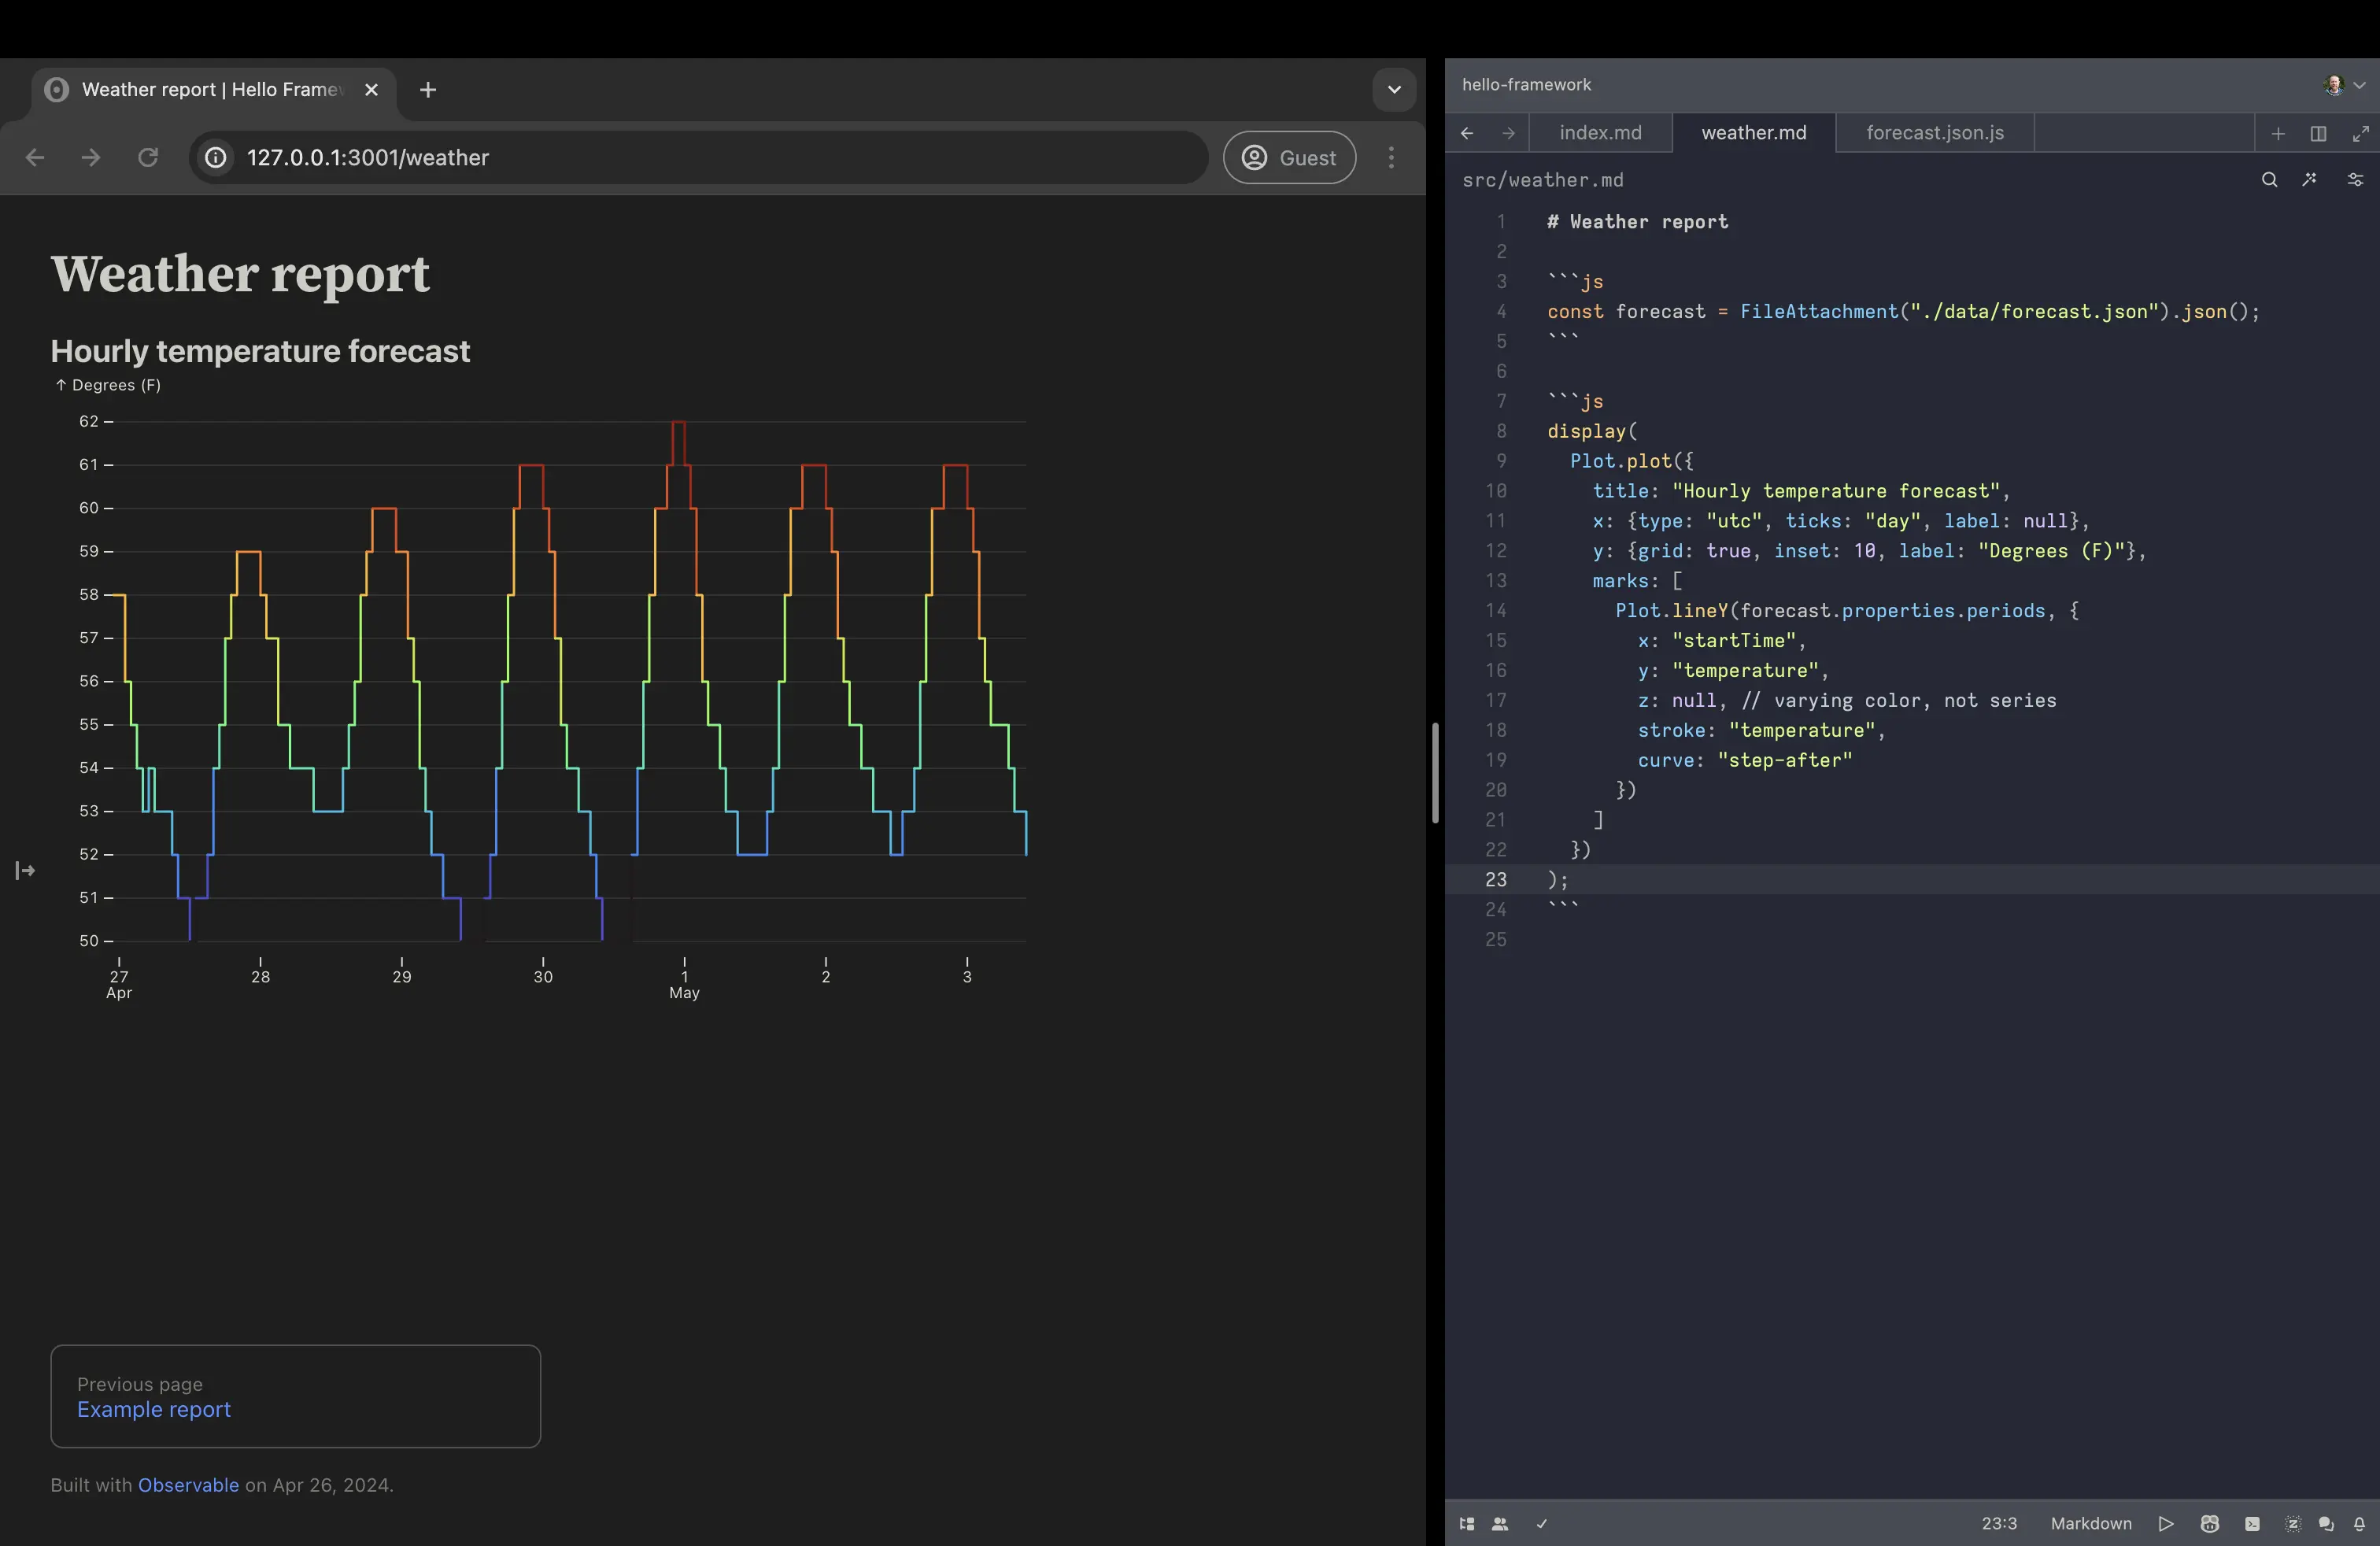 Weather report | Hello Frame
127.0.0.1:3001/weather
Guest
Weather report
Hourly temperature forecast
↑ Degrees (F)
62
61
60
59
58
57
56
55
54
53
52
51
50
27 28 29 30 1 2 3
Apr May
Previous page
Example report
Built with Observable on Apr 26, 2024.
hello-framework
index.md weather.md forecast.json.js
src/weather.md
1 # Weather report
2
3 ```js
4 const forecast = FileAttachment("./data/forecast.json").json();
5 ```
6
7 ```js
8 display(
9   Plot.plot({
10     title: "Hourly temperature forecast",
11     x: {type: "utc", ticks: "day", label: null},
12     y: {grid: true, inset: 10, label: "Degrees (F)"},
13     marks: [
14       Plot.lineY(forecast.properties.periods, {
15         x: "startTime",
16         y: "temperature",
17         z: null, // varying color, not series
18         stroke: "temperature",
19         curve: "step-after"
20       })
21     ]
22   })
23 );
24 ```
25
23:3 Markdown